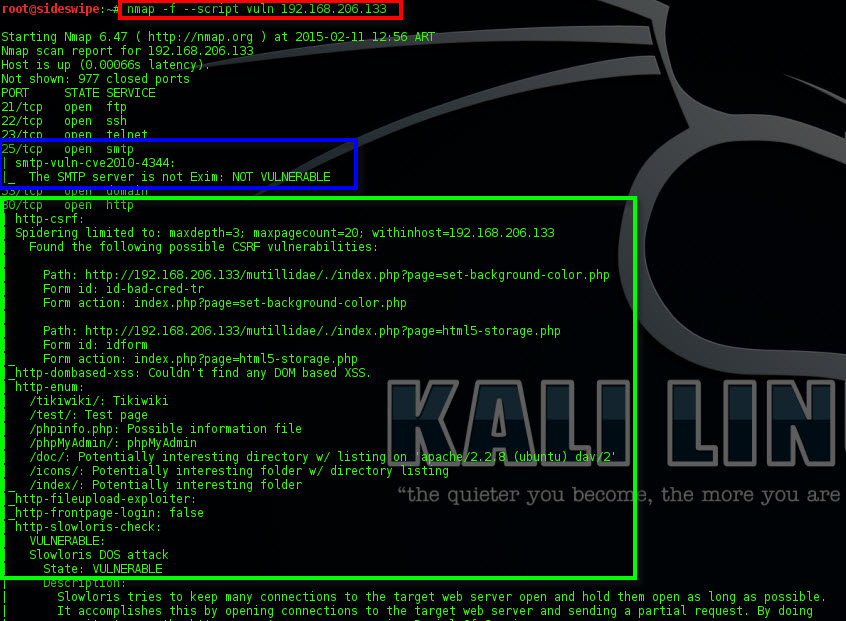 root@sideswipe:~# nmap -f --script vuln 192.168.206.133
Starting Nmap 6.47 ( http://nmap.org ) at 2015-02-11 12:56 ART
Nmap scan report for 192.168.206.133
Host is up (0.00066s latency).
Not shown: 977 closed ports
PORT STATE SERVICE
21/tcp open ftp
22/tcp open ssh
23/tcp open telnet
25/tcp open smtp
| smtp-vuln-cve2010-4344:
|_ The SMTP server is not Exim: NOT VULNERABLE
53/tcp open domain
80/tcp open http
http-csrf:
Spidering limited to: maxdepth=3; maxpagecount=20; withinhost=192.168.206.133
Found the following possible CSRF vulnerabilities:
Path: http://192.168.206.133/mutillidae/./index.php?page=set-background-color.php
Form id: id-bad-cred-tr
Form action: index.php?page=set-background-color.php
Path: http://192.168.206.133/mutillidae/./index.php?page=html5-storage.php
Form id: idform
_ Form action: index.php?page=html5-storage.php
_http-dombased-xss: Couldn't find any DOM based XSS.
http-enum:
/tikiwiki/: Tikiwiki
/test/: Test page
/phpinfo.php: Possible information file
/phpMyAdmin/: phpMyAdmin
/doc/: Potentially interesting directory w/ listing on 'apache/2.2.8 (ubuntu) dav/2'
/icons/: Potentially interesting folder w/ directory listing
_ /index/: Potentially interesting folder
_http-fileupload-exploiter:
_http-frontpage-login: false
http-slowloris-check:
VULNERABLE:
Slowloris DOS attack
State: VULNERABLE
| Description:
| Slowloris tries to keep many connections to the target web server open and hold them open as long as possible.
| It accomplishes this by opening connections to the target web server and sending a partial request. By doing
KALI LIN
“the quieter you become, the more you are